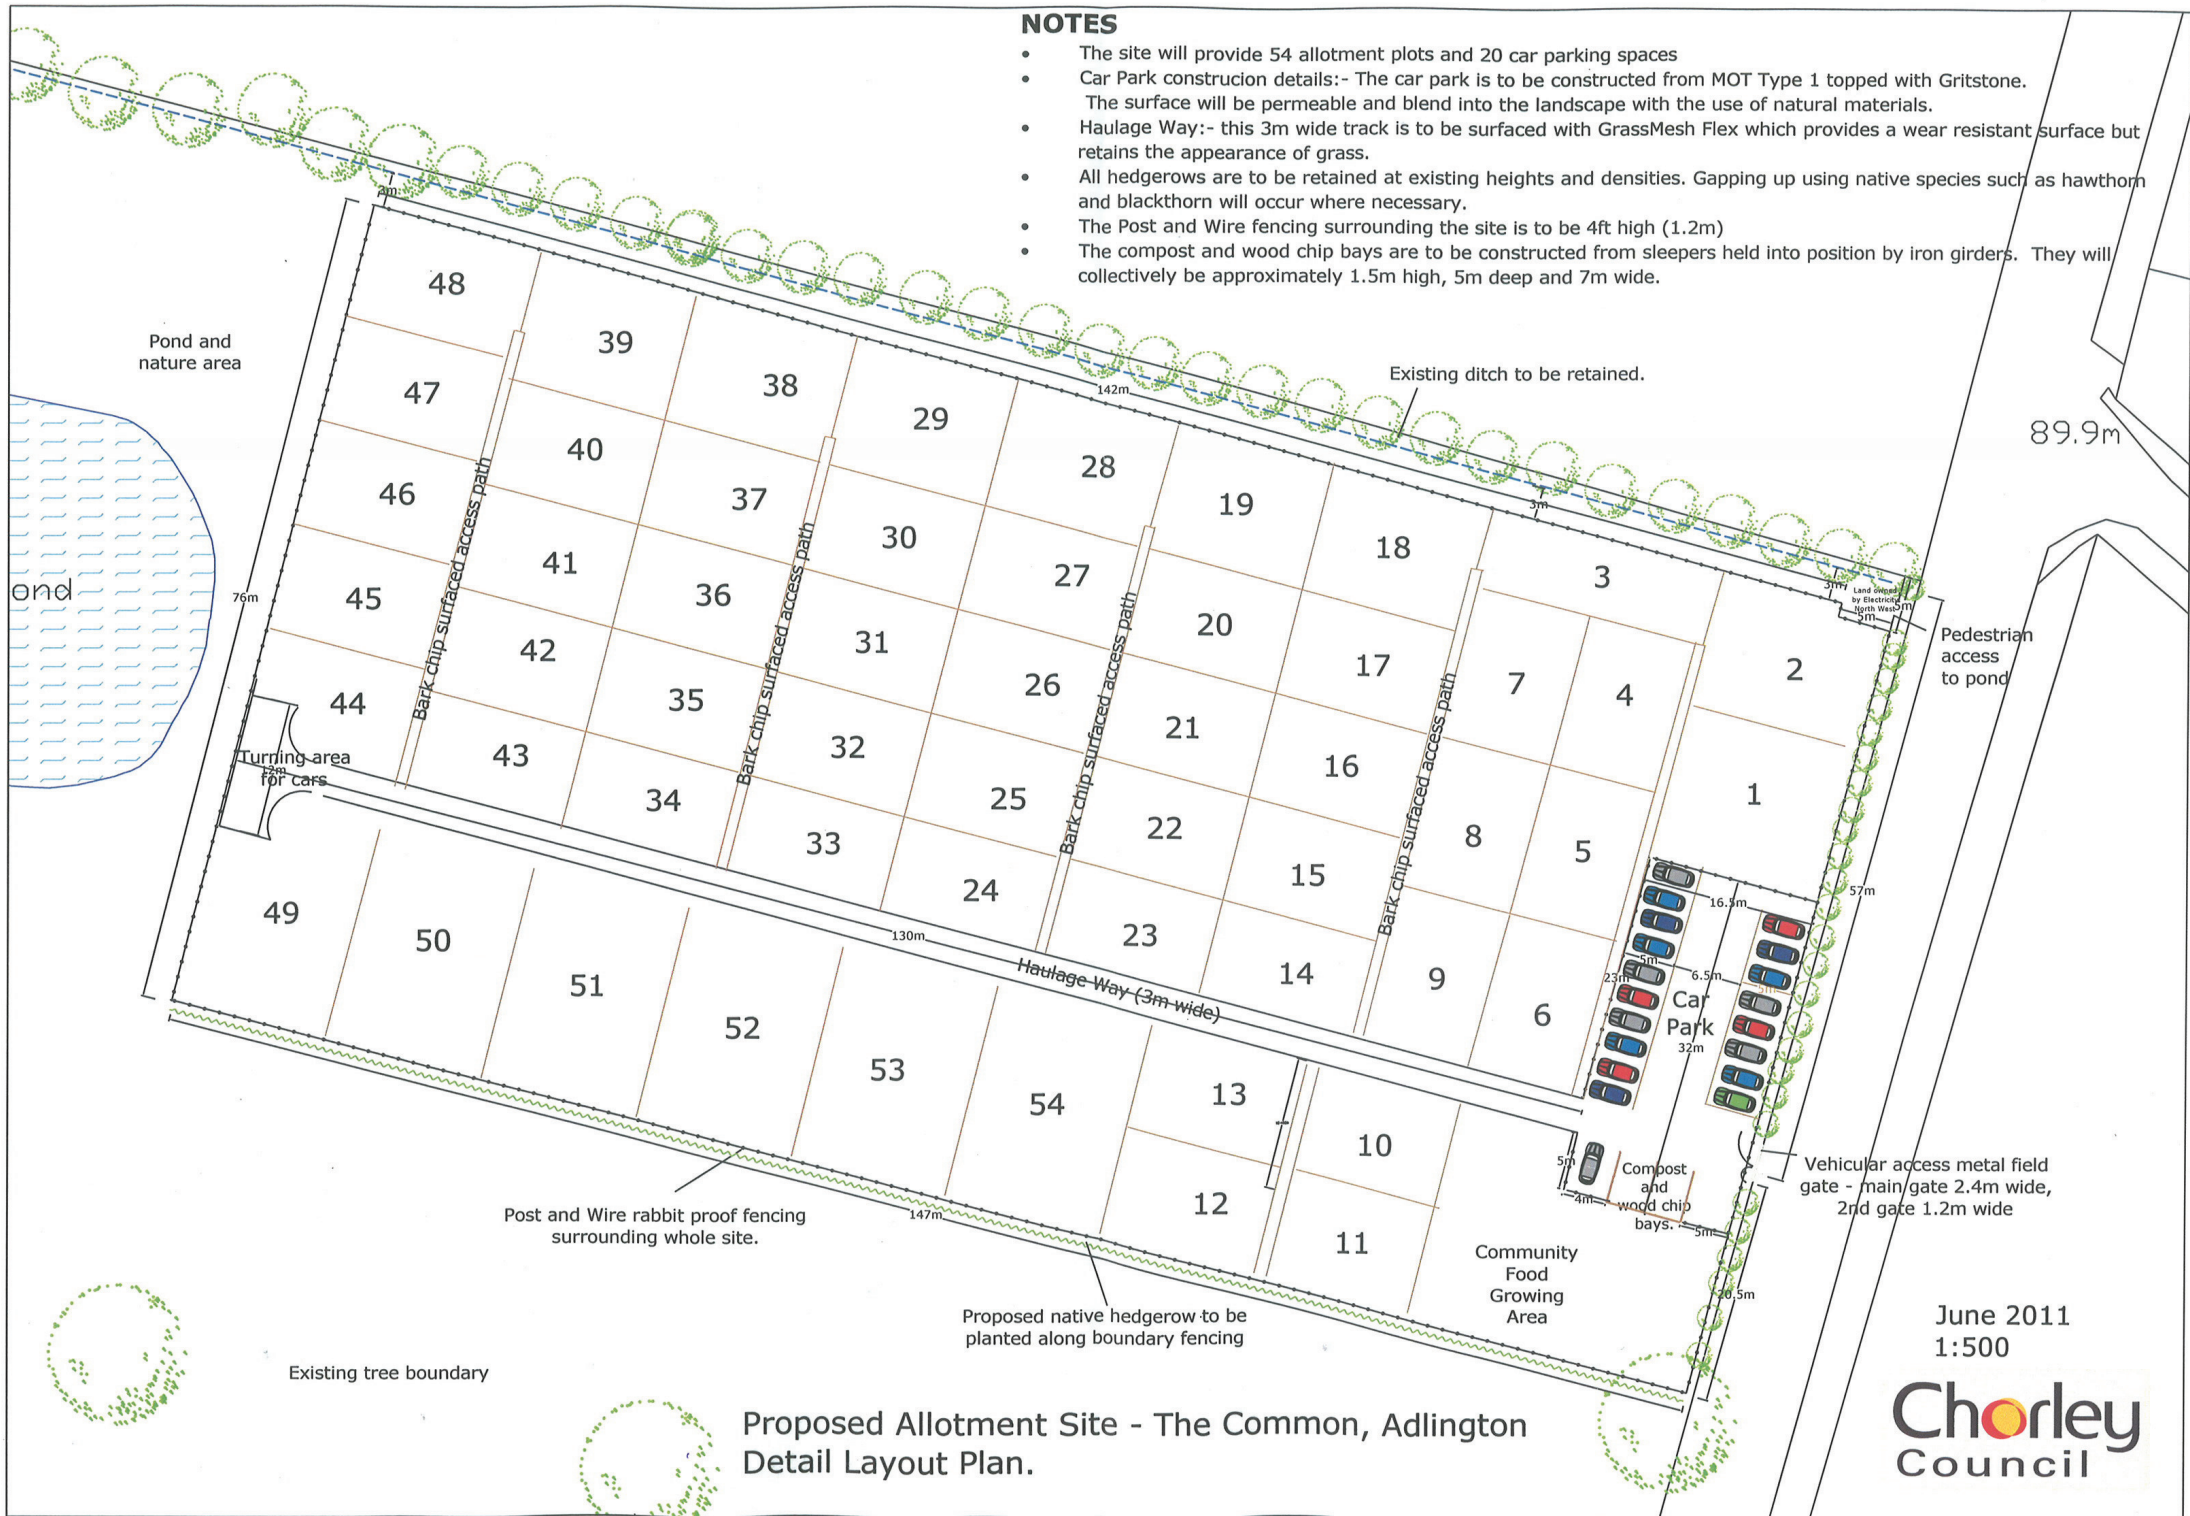 NOTES
• The site will provide 54 allotment plots and 20 car parking spaces
• Car Park construcion details:- The car park is to be constructed from MOT Type 1 topped with Gritstone.
The surface will be permeable and blend into the landscape with the use of natural materials.
• Haulage Way:- this 3m wide track is to be surfaced with GrassMesh Flex which provides a wear resistant surface but
retains the appearance of grass.
• All hedgerows are to be retained at existing heights and densities. Gapping up using native species such as hawthorn
and blackthorn will occur where necessary.
• The Post and Wire fencing surrounding the site is to be 4ft high (1.2m)
• The compost and wood chip bays are to be constructed from sleepers held into position by iron girders. They will
collectively be approximately 1.5m high, 5m deep and 7m wide.
Pond and
nature area
ond
76m
142m
Existing ditch to be retained.
89.9m
3m
3m
Land owned
by Electricity
North West
5m
5m
Pedestrian
access
to pond
48
47
46
45
44
Bark chip surfaced access path
39
40
41
42
43
38
37
36
35
34
Bark chip surfaced access path
29
30
31
32
33
28
27
26
25
24
Bark chip surfaced access path
19
20
21
22
23
18
17
16
15
14
Bark chip surfaced access path
3
7
4
8
5
9
6
2
1
Turning area
for cars
12m
130m
Haulage Way (3m wide)
49
50
51
52
53
54
13
12
10
11
16.5m
57m
5m
6.5m
5m
23m
Car
Park
32m
5m
4m
Compost
and
wood chip
bays.
5m
Vehicular access metal field
gate - main gate 2.4m wide,
2nd gate 1.2m wide
20.5m
Community
Food
Growing
Area
147m
Post and Wire rabbit proof fencing
surrounding whole site.
Proposed native hedgerow to be
planted along boundary fencing
Existing tree boundary
Proposed Allotment Site - The Common, Adlington
Detail Layout Plan.
June 2011
1:500
Chorley
Council